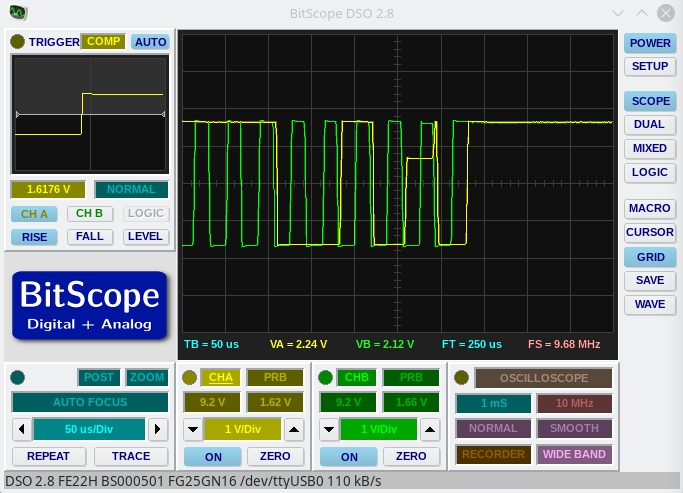 BitScope DSO 2.8
TRIGGER COMP AUTO
1.6176 V NORMAL
CH A CH B LOGIC
RISE FALL LEVEL
BitScope
Digital + Analog
TB = 50 us VA = 2.24 V VB = 2.12 V FT = 250 us FS = 9.68 MHz
POWER
SETUP
SCOPE
DUAL
MIXED
LOGIC
MACRO
CURSOR
GRID
SAVE
WAVE
POST ZOOM
AUTO FOCUS
50 us/Div
REPEAT TRACE
CHA PRB
9.2 V 1.62 V
1 V/Div
ON ZERO
CHB PRB
9.2 V 1.66 V
1 V/Div
ON ZERO
OSCILLOSCOPE
1 mS 10 MHz
NORMAL SMOOTH
RECORDER WIDE BAND
DSO 2.8 FE22H BS000501 FG25GN16 /dev/ttyUSB0 110 kB/s